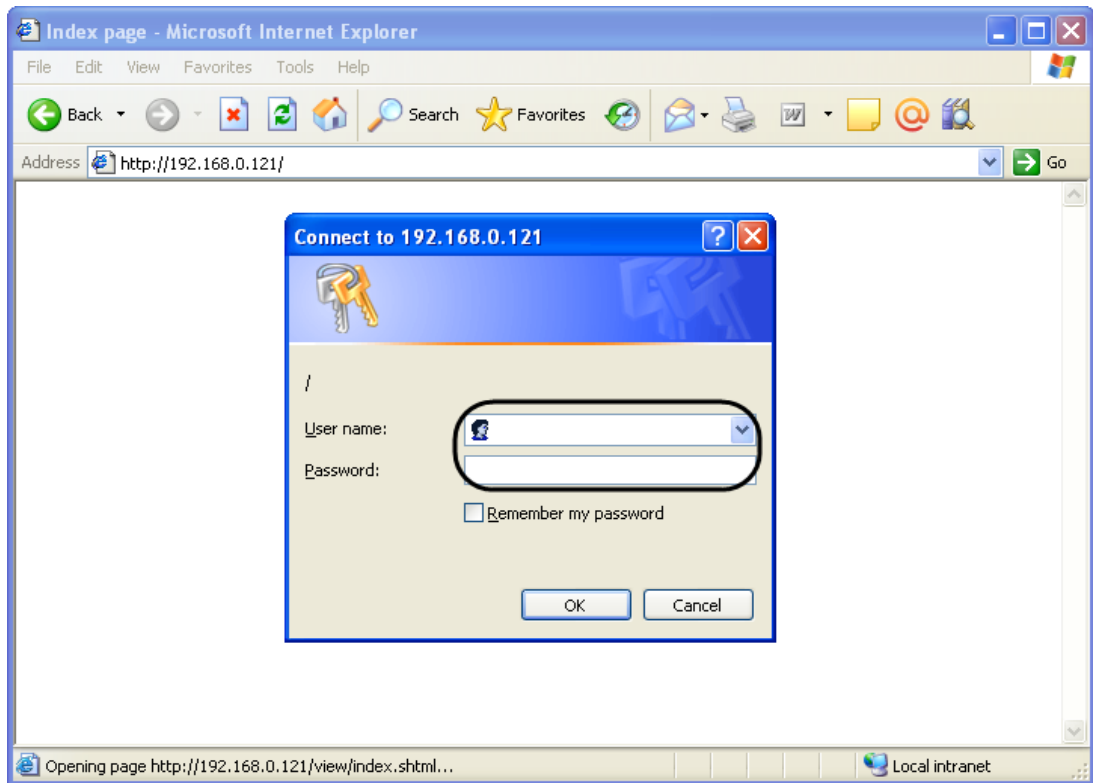 Index page - Microsoft Internet Explorer
File Edit View Favorites Tools Help
Back Search Favorites W
Address http://192.168.0.121/ Go
Connect to 192.168.0.121
/
User name:
Password:
Remember my password
OK Cancel
Opening page http://192.168.0.121/view/index.shtml... Local intranet